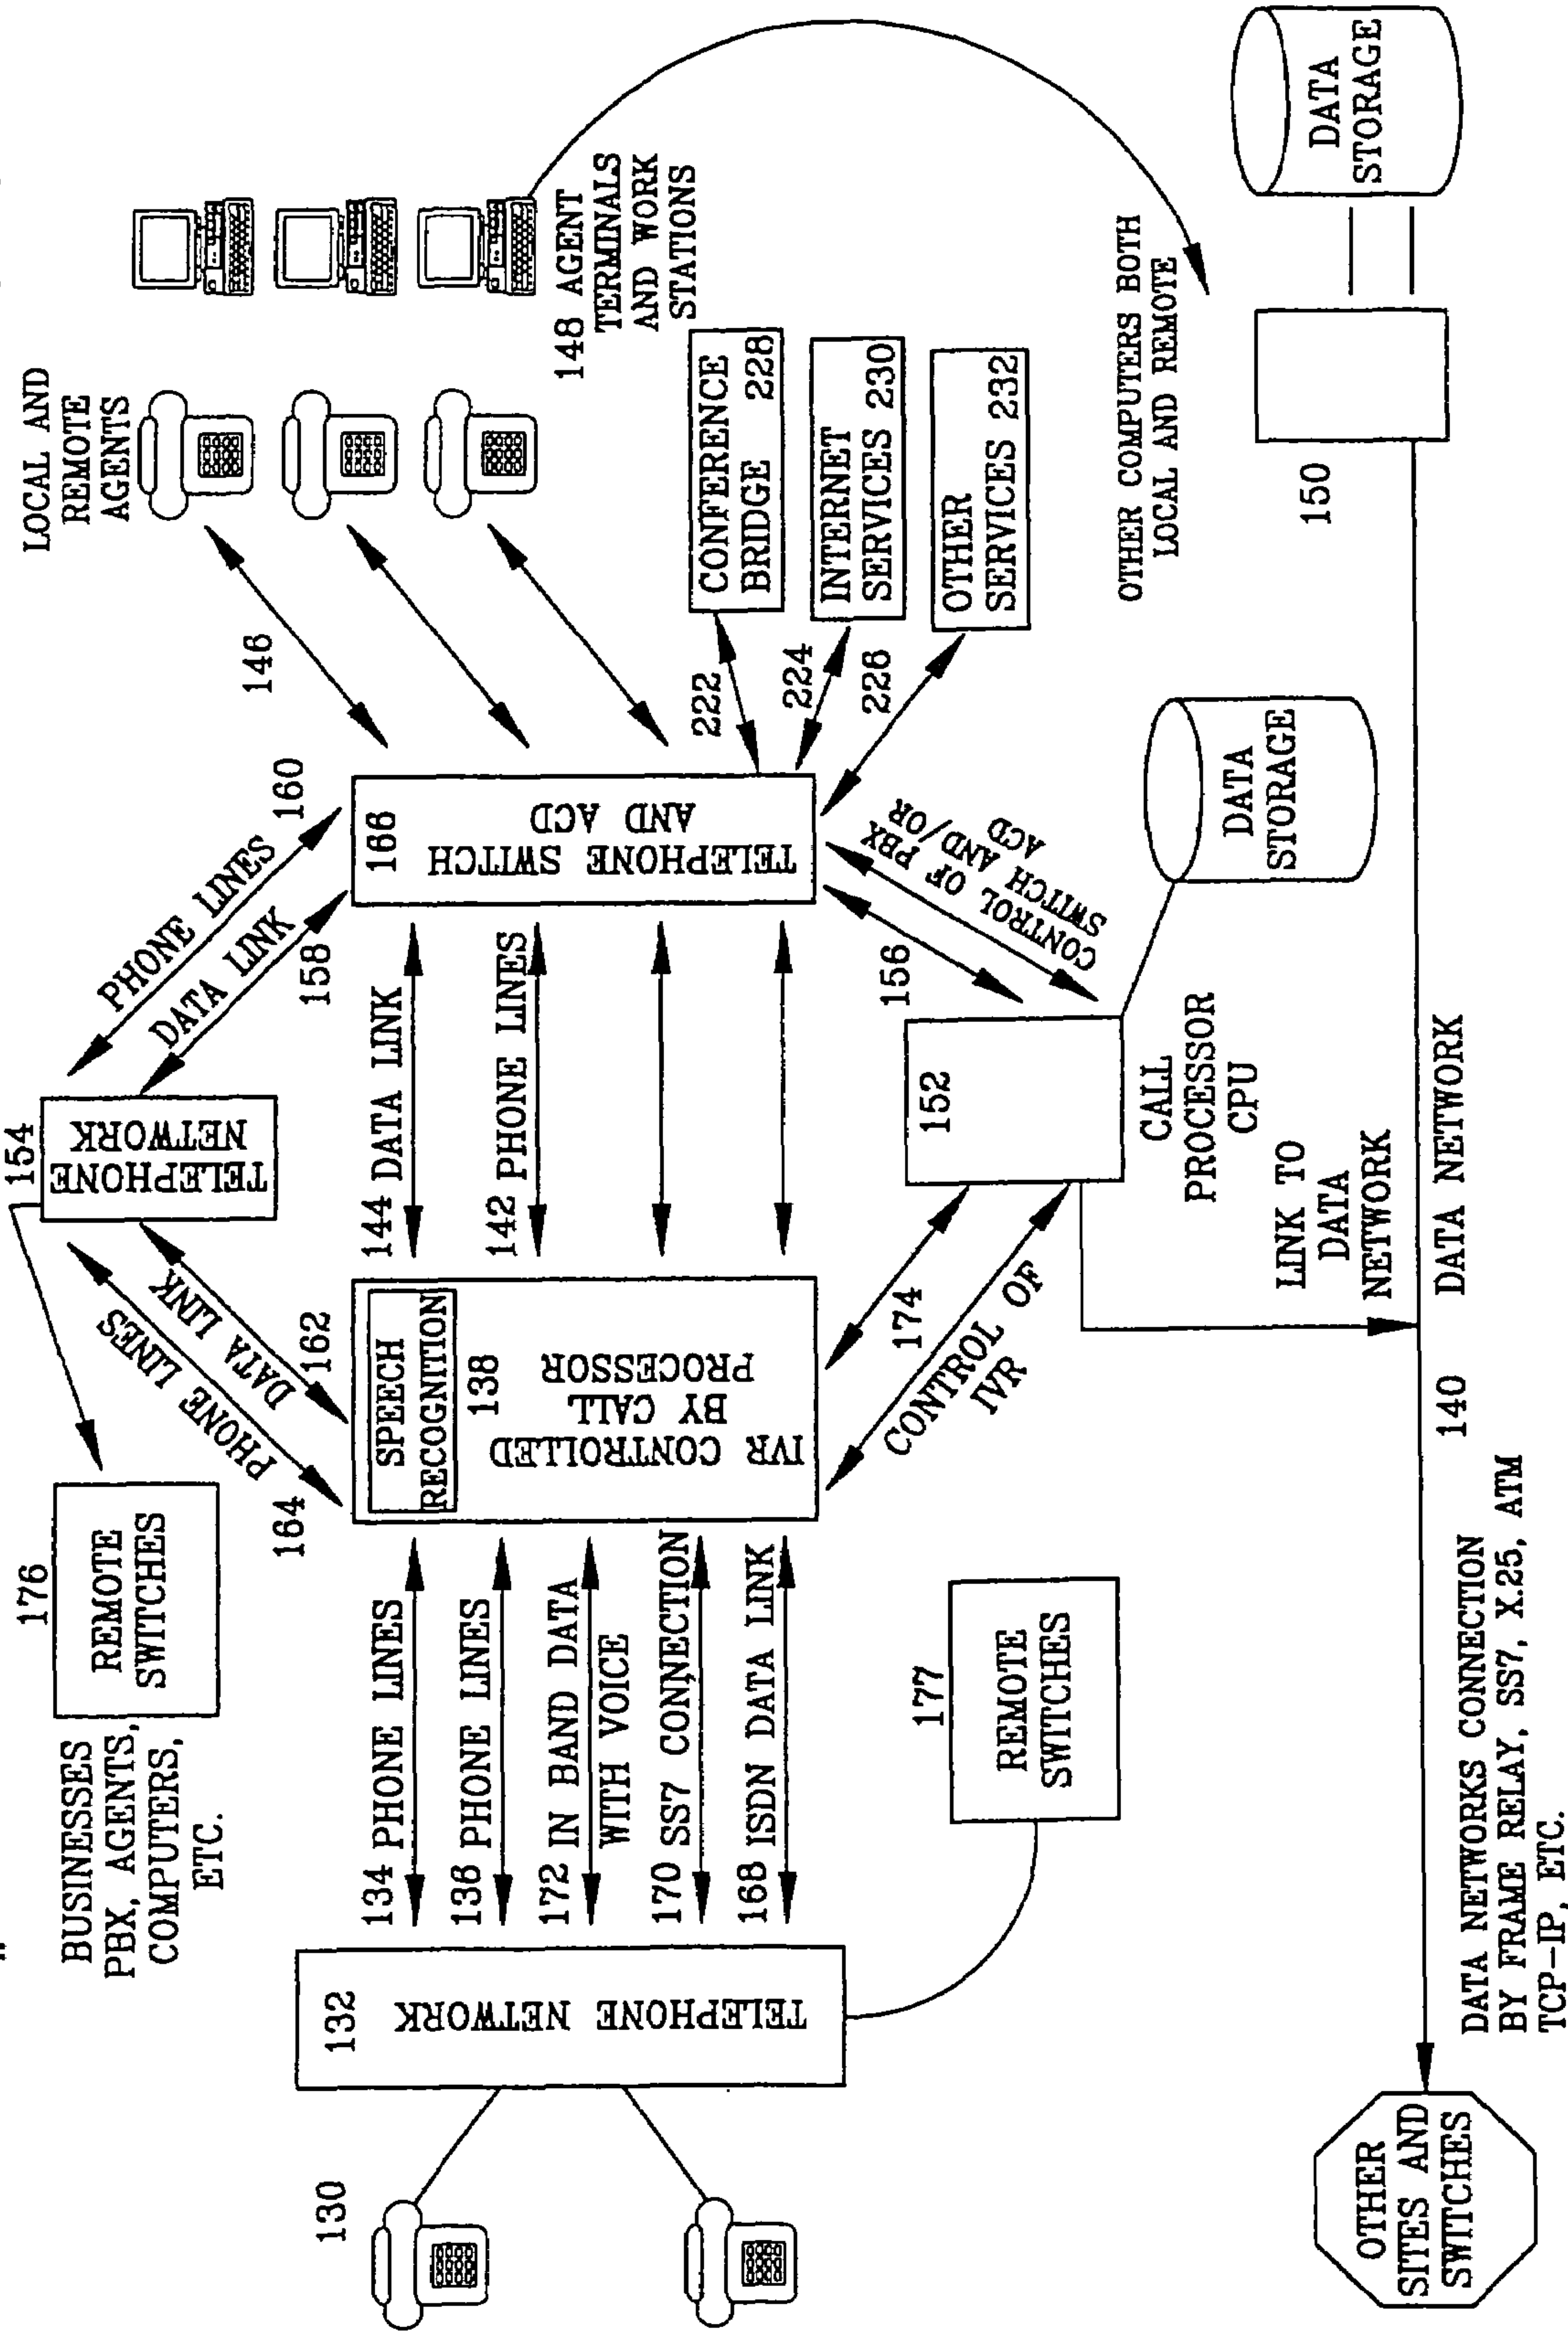 176
REMOTE
SWITCHES
BUSINESSES
PBX, AGENTS,
COMPUTERS,
ETC.
154
TELEPHONE
NETWORK
PHONE LINES
DATA LINK
164
162
PHONE LINES
DATA LINK
158
160
LOCAL AND
REMOTE
AGENTS
146
148 AGENT
TERMINALS
AND WORK
STATIONS
130
132
TELEPHONE NETWORK
134 PHONE LINES
136 PHONE LINES
172 IN BAND DATA
WITH VOICE
170 SS7 CONNECTION
168 ISDN DATA LINK
SPEECH
RECOGNITION
138
IVR CONTROLLED
BY CALL
PROCESSOR
144 DATA LINK
142 PHONE LINES
166
TELEPHONE SWITCH
AND ACD
222
CONFERENCE
BRIDGE 228
224
INTERNET
SERVICES 230
226
OTHER
SERVICES 232
177
REMOTE
SWITCHES
174
CONTROL OF
IVR
152
CALL
PROCESSOR
CPU
156
CONTROL OF PBX
SWITCH AND/OR
ACD
DATA
STORAGE
OTHER COMPUTERS BOTH
LOCAL AND REMOTE
150
DATA
STORAGE
LINK TO
DATA
NETWORK
140 DATA NETWORK
OTHER
SITES AND
SWITCHES
DATA NETWORKS CONNECTION
BY FRAME RELAY, SS7, X.25, ATM
TCP-IP, ETC.